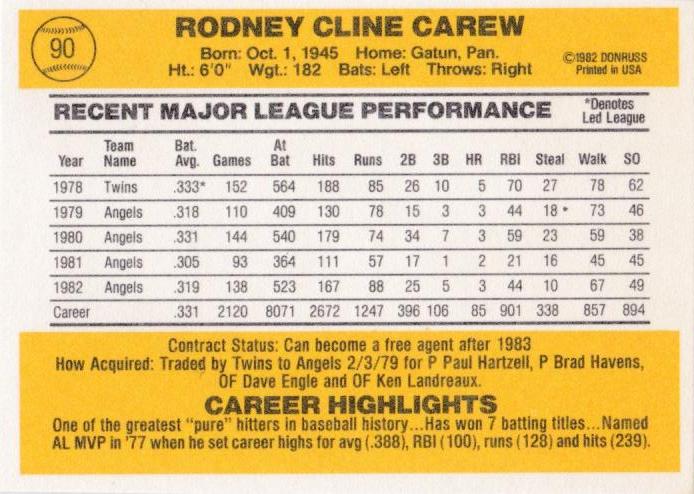 90
RODNEY CLINE CAREW
Born: Oct. 1, 1945 Home: Gatun, Pan.
Ht.: 6'0" Wgt.: 182 Bats: Left Throws: Right
©1982 DONRUSS
Printed in USA
RECENT MAJOR LEAGUE PERFORMANCE
*Denotes
Led League
Year Team Name Bat. Avg. Games At Bat Hits Runs 2B 3B HR RBI Steal Walk SO
1978 Twins .333* 152 564 188 85 26 10 5 70 27 78 62
1979 Angels .318 110 409 130 78 15 3 3 44 18 * 73 46
1980 Angels .331 144 540 179 74 34 7 3 59 23 59 38
1981 Angels .305 93 364 111 57 17 1 2 21 16 45 45
1982 Angels .319 138 523 167 88 25 5 3 44 10 67 49
Career .331 2120 8071 2672 1247 396 106 85 901 338 857 894
Contract Status: Can become a free agent after 1983
How Acquired: Traded by Twins to Angels 2/3/79 for P Paul Hartzell, P Brad Havens,
OF Dave Engle and OF Ken Landreaux.
CAREER HIGHLIGHTS
One of the greatest "pure" hitters in baseball history...Has won 7 batting titles...Named
AL MVP in '77 when he set career highs for avg (.388), RBI (100), runs (128) and hits (239).